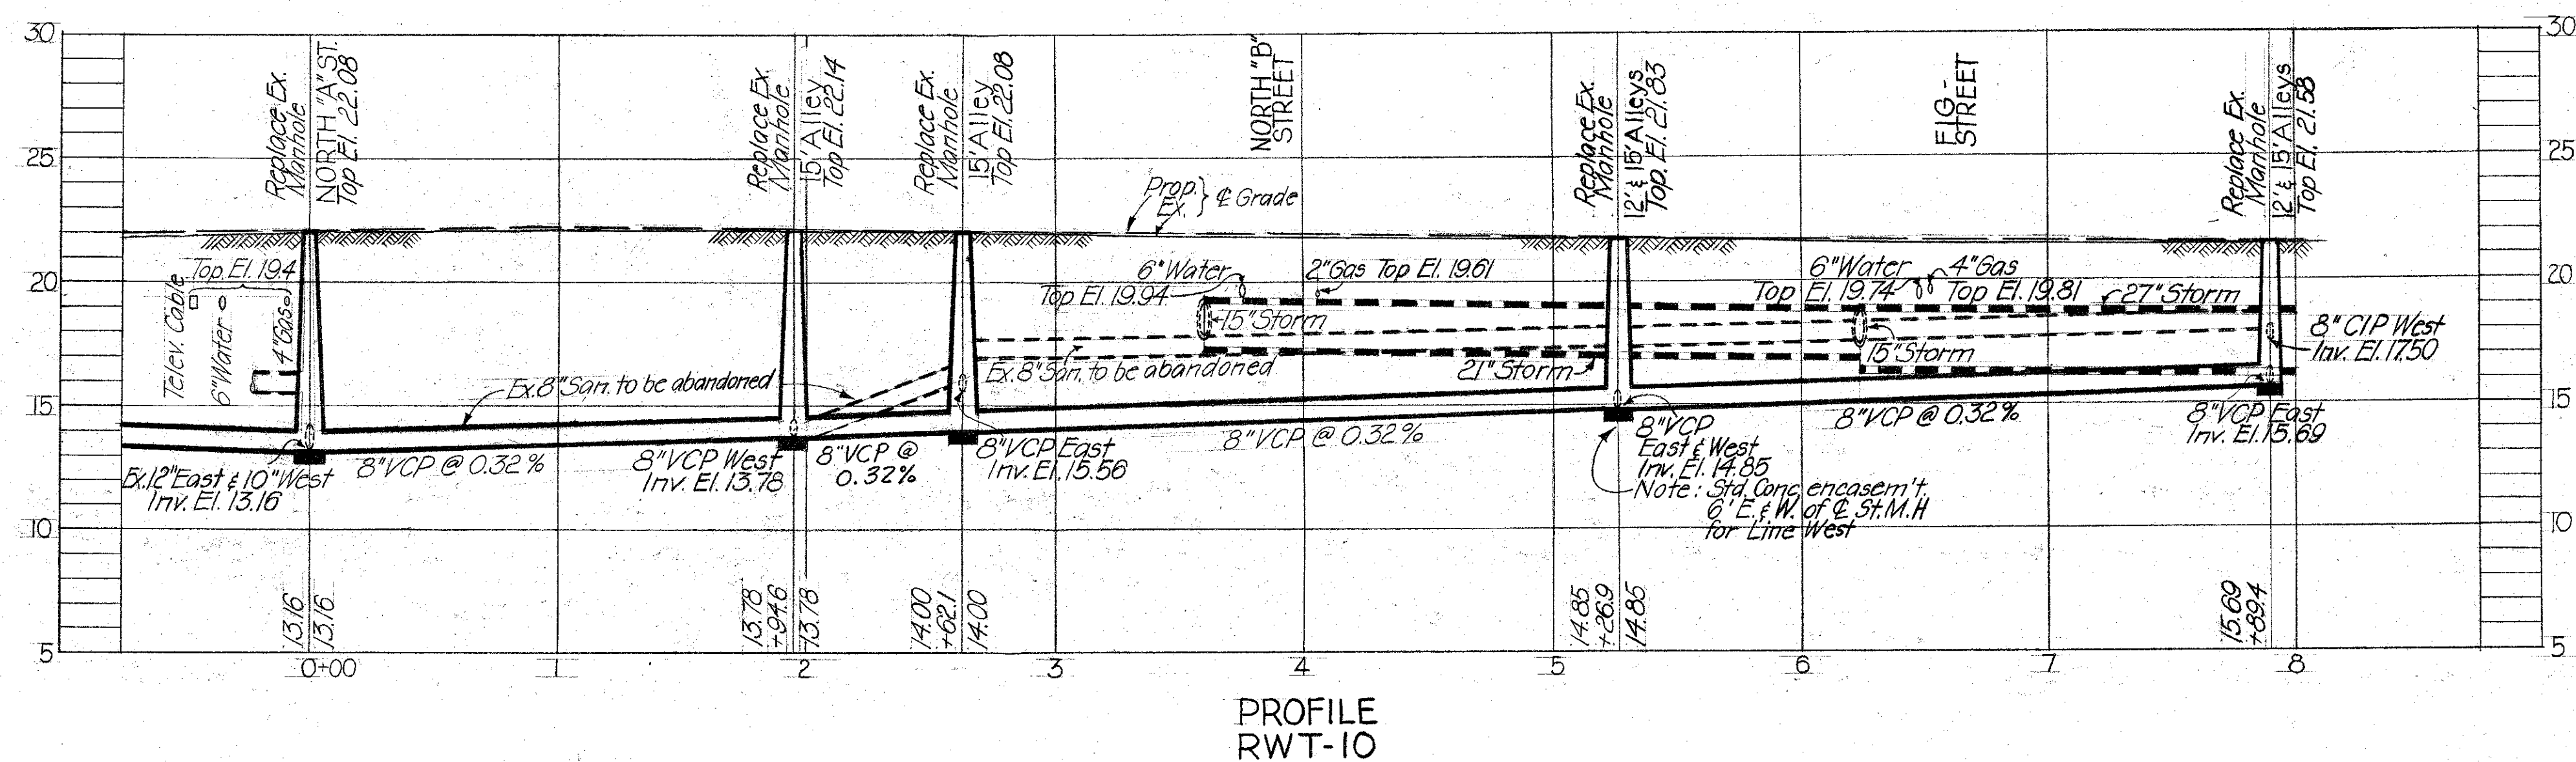 30
25
20
15
10
5
30
25
20
15
10
5
Replace Ex.
Manhole
NORTH "A" ST.
Top El. 22.08
Replace Ex.
Manhole
15' Alley
Top El. 22.14
Replace Ex.
Manhole
15' Alley
Top El. 22.08
NORTH "B"
STREET
Replace Ex.
Manhole
12' & 15' Alleys
Top. El. 21.83
FIG-
STREET
Replace Ex.
Manhole
12' & 15' Alleys
Top El. 21.58
Prop.
Ex. } ℄ Grade
Top. El. 19.4
Telev. Cable
6" Water
4" Gas
6" Water
Top El. 19.94
2" Gas Top El. 19.61
15" Storm
6" Water
Top El. 19.74
4" Gas
Top El. 19.81
27" Storm
15" Storm
21" Storm
8" CIP West
Inv. El. 17.50
Ex. 8" San. to be abandoned
Ex. 8" San. to be abandoned
Ex. 12" East & 10" West
Inv. El. 13.16
8" VCP @ 0.32%
8" VCP West
Inv. El. 13.78
8" VCP @
0.32%
8" VCP East
Inv. El. 15.56
8" VCP @ 0.32%
8" VCP
East & West
Inv. El. 14.85
Note: Std. Conc. encasem't.
6' E. & W. of ℄ St. M.H
for Line West
8" VCP @ 0.32%
8" VCP East
Inv. El. 15.69
13.16
13.16
13.78
+94.6
13.78
14.00
+62.1
14.00
14.85
+26.9
14.85
15.69
+89.4
0+00 1 2 3 4 5 6 7 8
PROFILE
RWT-10